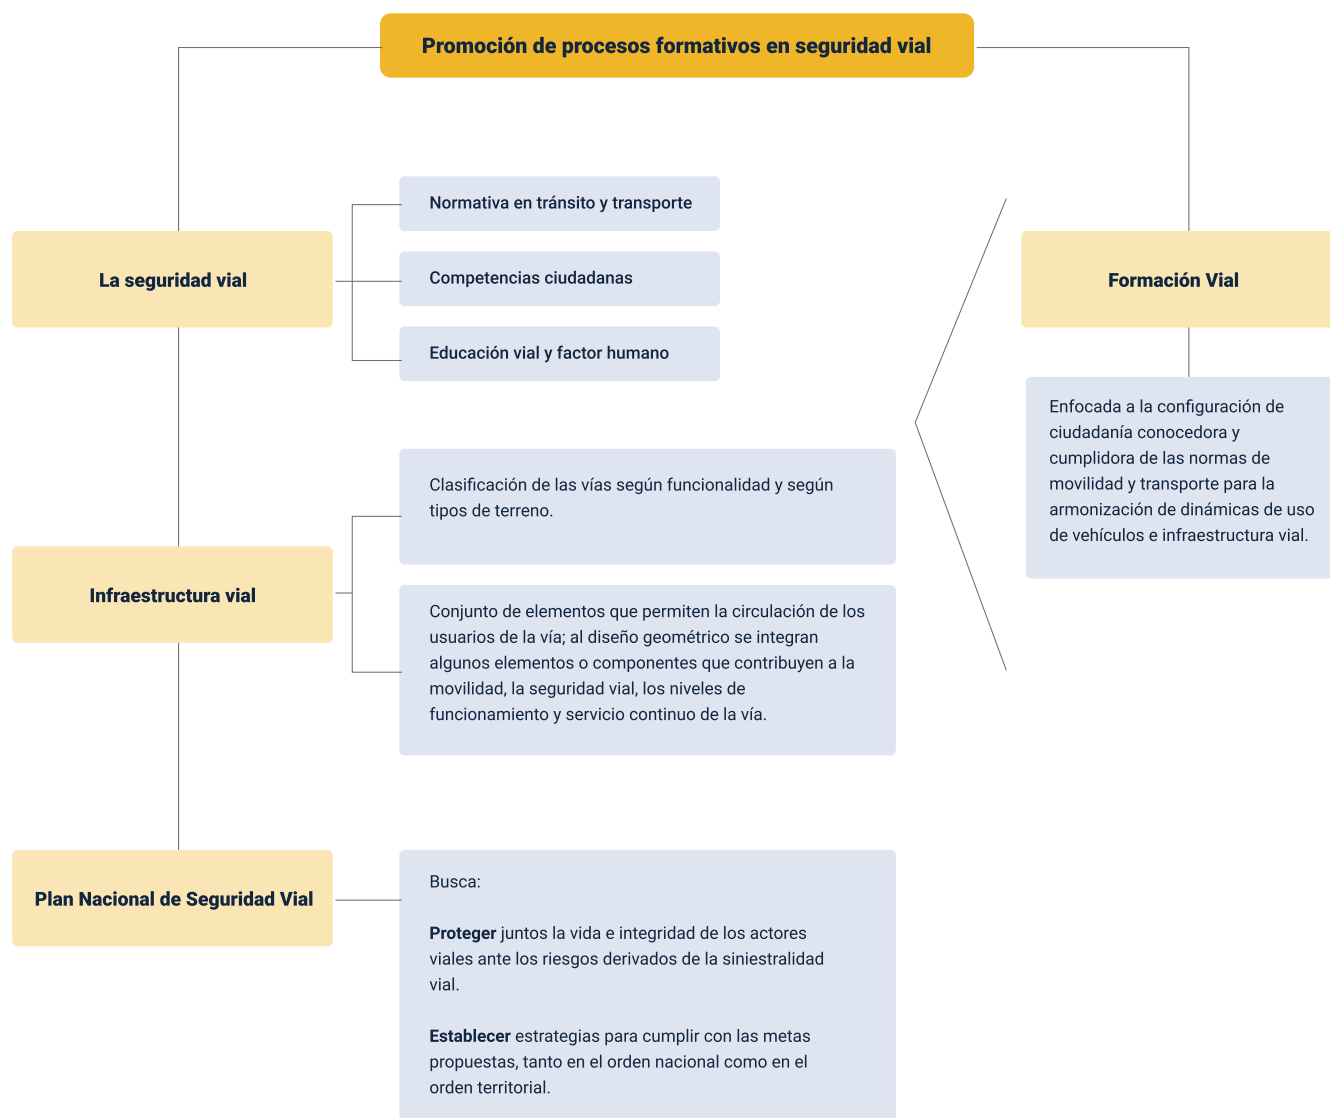 Promoción de procesos formativos en seguridad vial
La seguridad vial
Normativa en tránsito y transporte
Competencias ciudadanas
Educación vial y factor humano
Infraestructura vial
Clasificación de las vías según funcionalidad y según
tipos de terreno.
Conjunto de elementos que permiten la circulación de los
usuarios de la vía; al diseño geométrico se integran
algunos elementos o componentes que contribuyen a la
movilidad, la seguridad vial, los niveles de
funcionamiento y servicio continuo de la vía.
Plan Nacional de Seguridad Vial
Busca:
Proteger juntos la vida e integridad de los actores
viales ante los riesgos derivados de la siniestralidad
vial.
Establecer estrategias para cumplir con las metas
propuestas, tanto en el orden nacional como en el
orden territorial.
Formación Vial
Enfocada a la configuración de
ciudadanía conocedora y
cumplidora de las normas de
movilidad y transporte para la
armonización de dinámicas de uso
de vehículos e infraestructura vial.